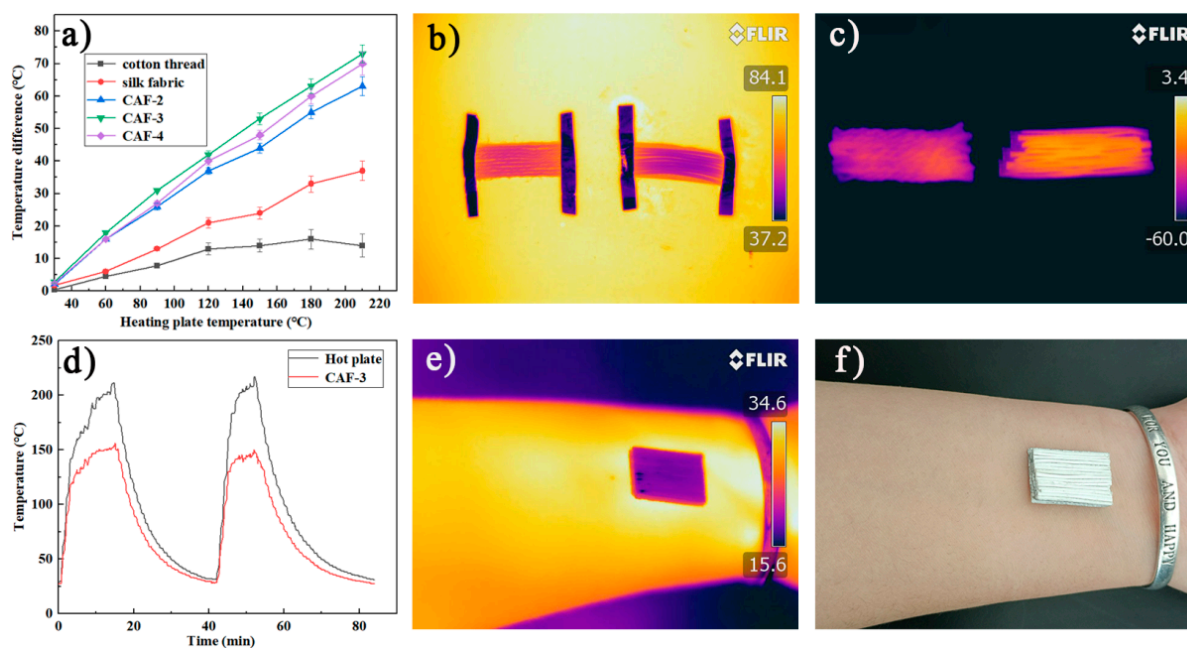 a)
cotton thread
silk fabric
CAF-2
CAF-3
CAF-4
Temperature difference (℃)
0
10
20
30
40
50
60
70
80
40
60
80
100
120
140
160
180
200
220
Heating plate temperature (℃)
b)
FLIR
84.1
37.2
c)
FLIR
3.4
-60.0
d)
Hot plate
CAF-3
Temperature (℃)
0
50
100
150
200
250
0
20
40
60
80
Time (min)
e)
FLIR
34.6
15.6
f)
FOR YOU AND HAPPY